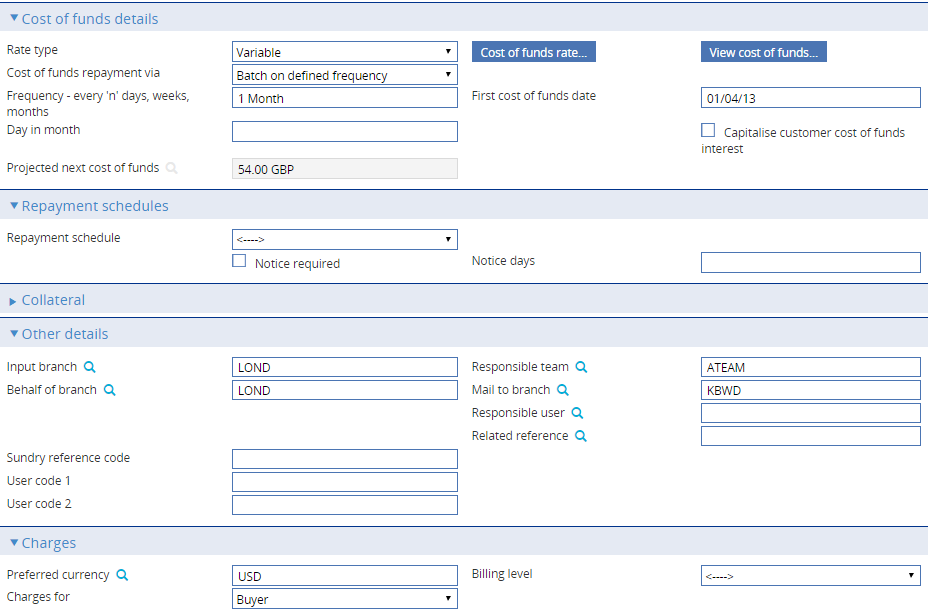 Cost of funds details
Rate type
Variable
Cost of funds rate...
View cost of funds...
Cost of funds repayment via
Batch on defined frequency
Frequency - every 'n' days, weeks,
months
1 Month
First cost of funds date
01/04/13
Day in month
Capitalise customer cost of funds
interest
Projected next cost of funds
54.00 GBP
Repayment schedules
Repayment schedule
<---->
Notice required
Notice days
Collateral
Other details
Input branch
LOND
Responsible team
ATEAM
Behalf of branch
LOND
Mail to branch
KBWD
Responsible user
Related reference
Sundry reference code
User code 1
User code 2
Charges
Preferred currency
USD
Billing level
<---->
Charges for
Buyer